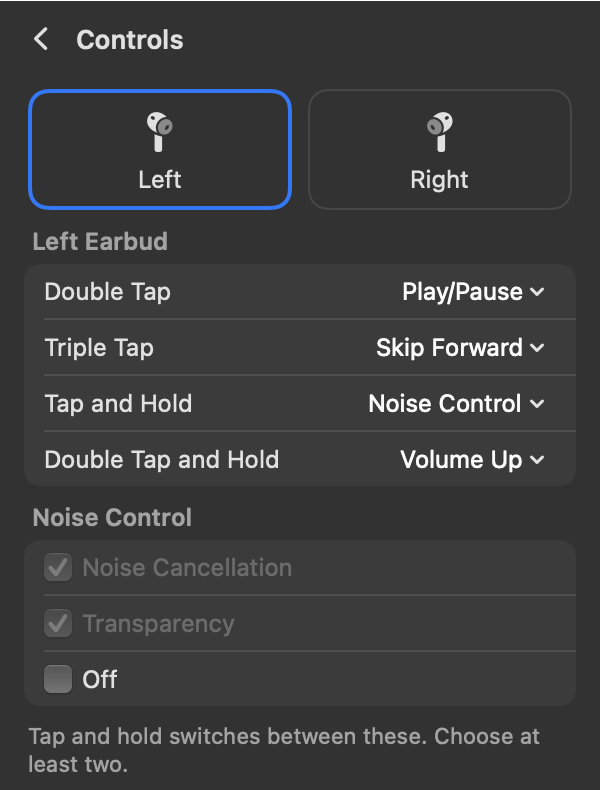 Controls
Left
Right
Left Earbud
Double Tap Play/Pause
Triple Tap Skip Forward
Tap and Hold Noise Control
Double Tap and Hold Volume Up
Noise Control
Noise Cancellation
Transparency
Off
Tap and hold switches between these. Choose at
least two.